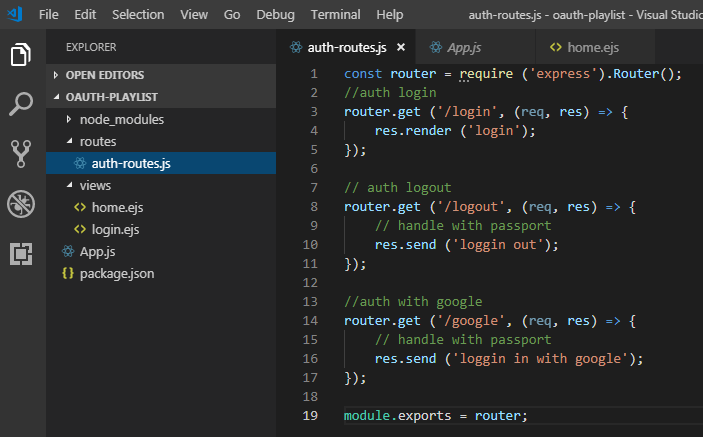 File Edit Selection View Go Debug Terminal Help auth-routes.js - oauth-playlist - Visual Studio
EXPLORER
OPEN EDITORS
OAUTH-PLAYLIST
node_modules
routes
auth-routes.js
views
home.ejs
login.ejs
App.js
package.json
auth-routes.js App.js home.ejs
1 const router = require ('express').Router();
2 //auth login
3 router.get ('/login', (req, res) => {
4 res.render ('login');
5 });
6
7 // auth logout
8 router.get ('/logout', (req, res) => {
9 // handle with passport
10 res.send ('loggin out');
11 });
12
13 //auth with google
14 router.get ('/google', (req, res) => {
15 // handle with passport
16 res.send ('loggin in with google');
17 });
18
19 module.exports = router;